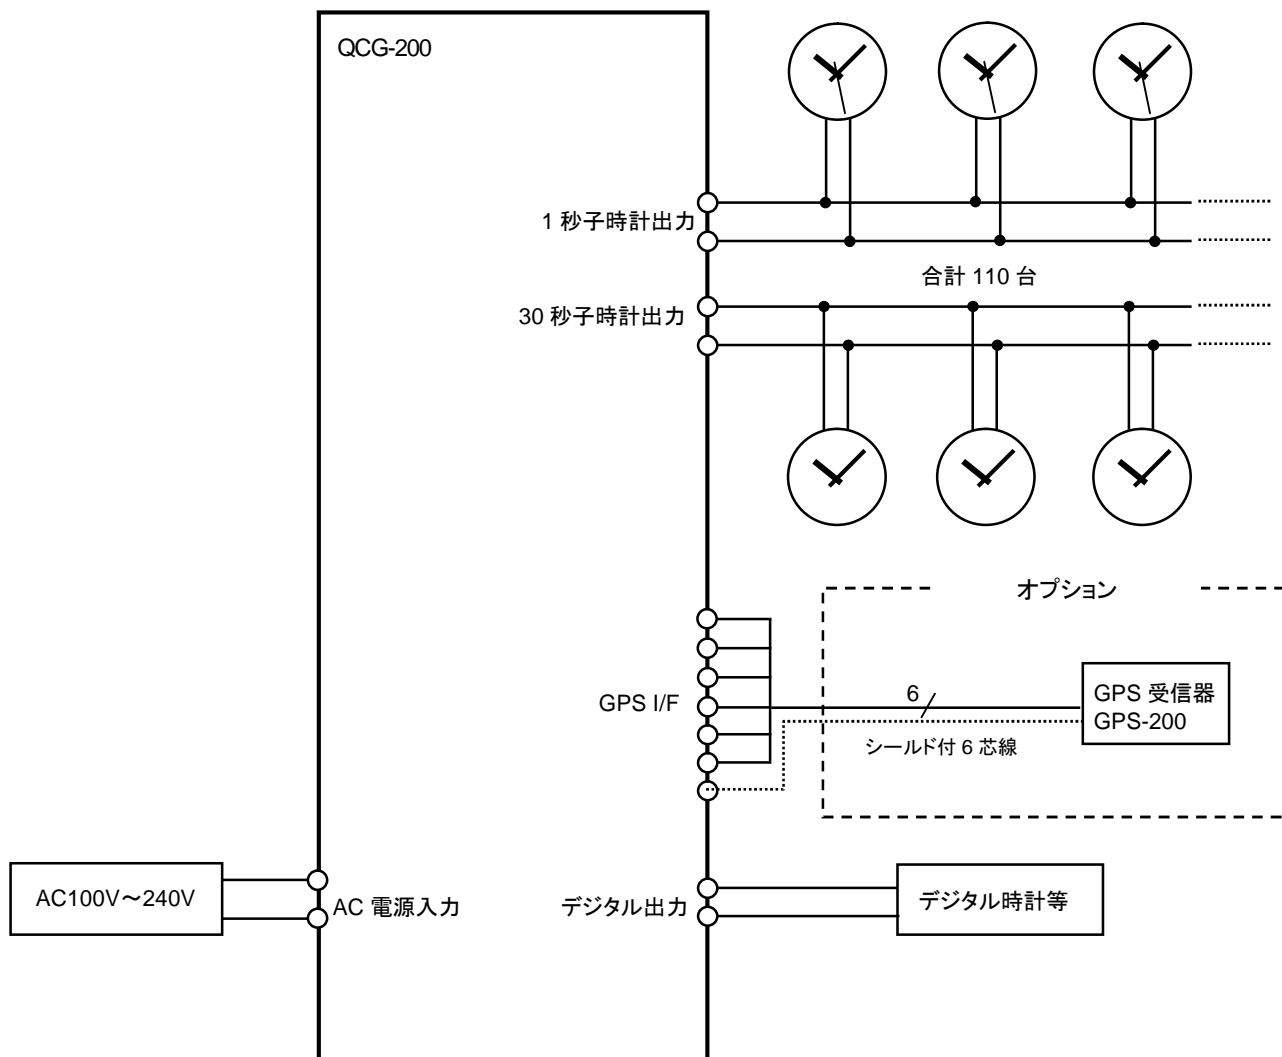 QCG-200
1 秒子時計出力
合計 110 台
30 秒子時計出力
オプション
GPS I/F
6
GPS 受信器
GPS-200
シールド付 6 芯線
AC100V～240V
AC 電源入力
デジタル出力
デジタル時計等